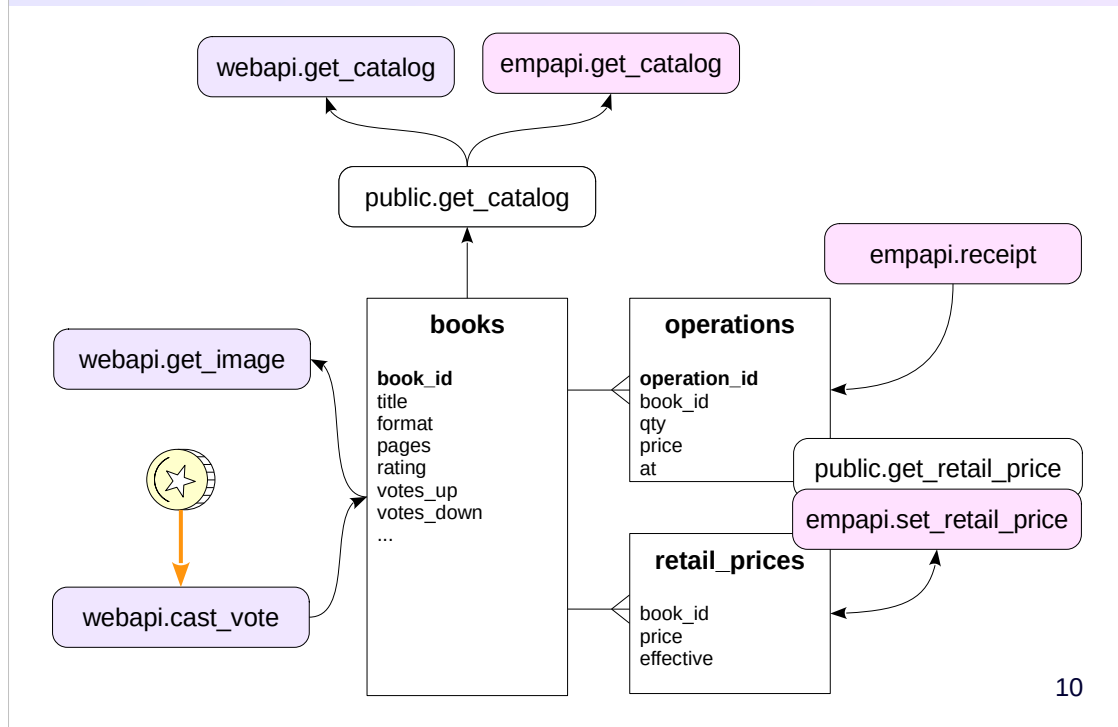 webapi.get_catalog
empapi.get_catalog
public.get_catalog
empapi.receipt
webapi.get_image
books
book_id
title
format
pages
rating
votes_up
votes_down
...
operations
operation_id
book_id
qty
price
at
public.get_retail_price
empapi.set_retail_price
retail_prices
book_id
price
effective
webapi.cast_vote
10